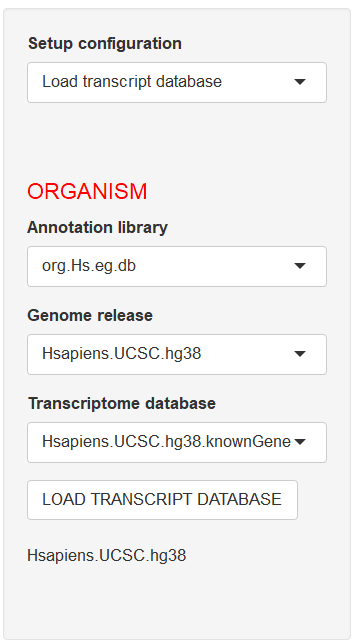 Setup configuration
Load transcript database
ORGANISM
Annotation library
org.Hs.eg.db
Genome release
Hsapiens.UCSC.hg38
Transcriptome database
Hsapiens.UCSC.hg38.knownGene
LOAD TRANSCRIPT DATABASE
Hsapiens.UCSC.hg38